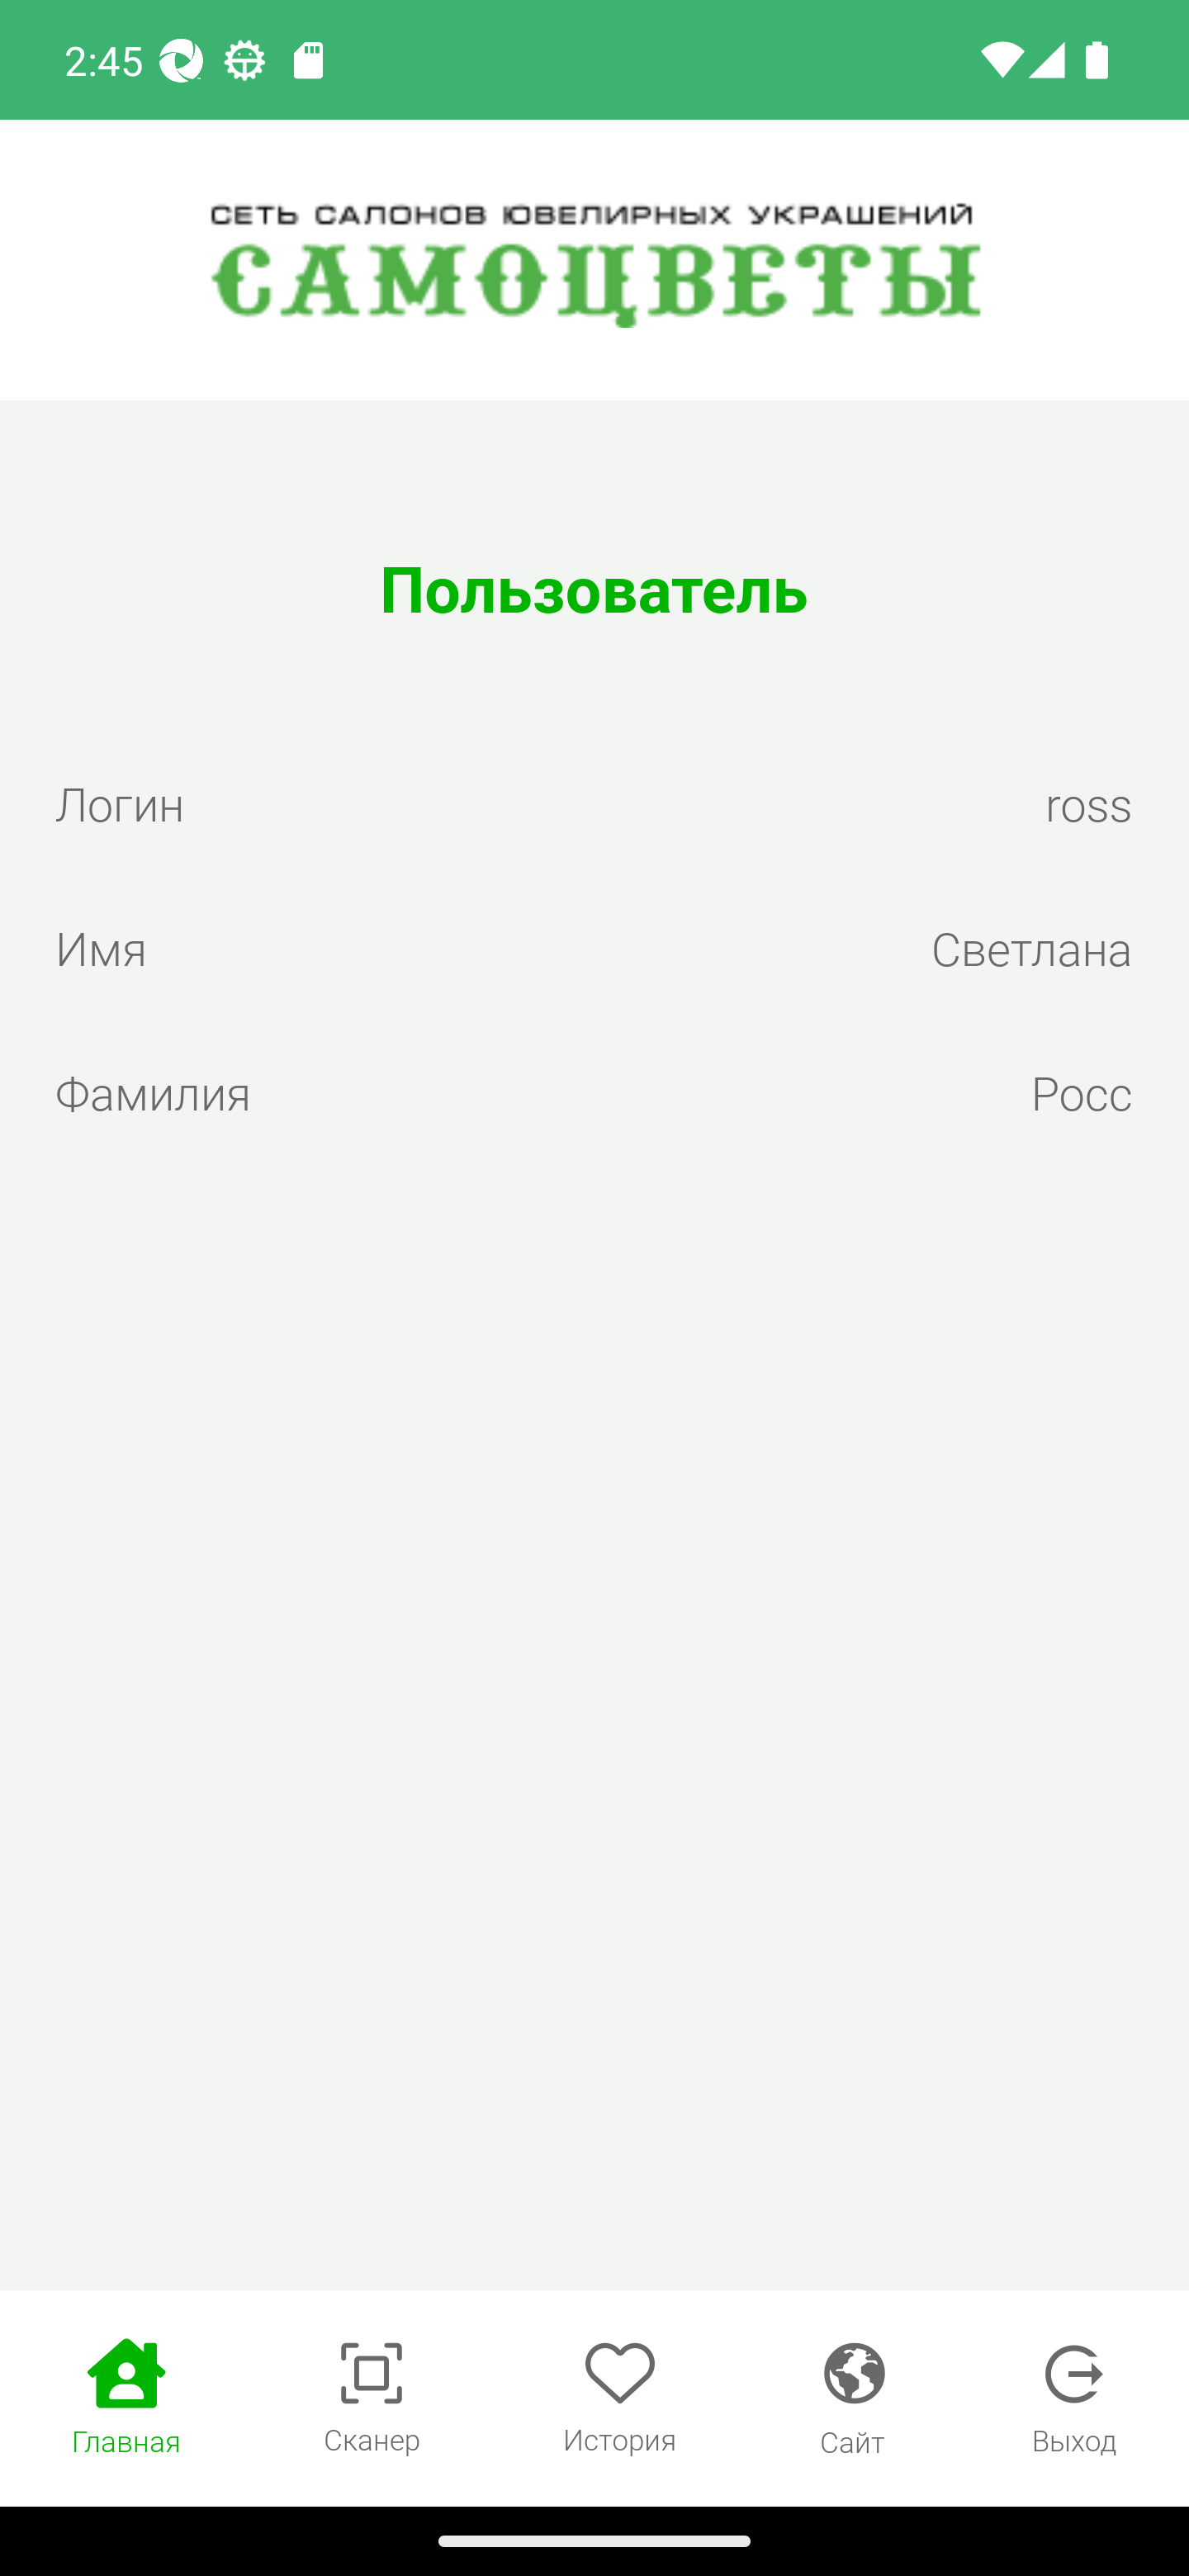 2:45
СЕТЬ САЛОНОВ ЮВЕЛИРНЫХ УКРАШЕНИЙ
САМОЦВЕТЫ
Пользователь
Логин ross
Имя Светлана
Фамилия Росс
Главная Сканер История Сайт Выход